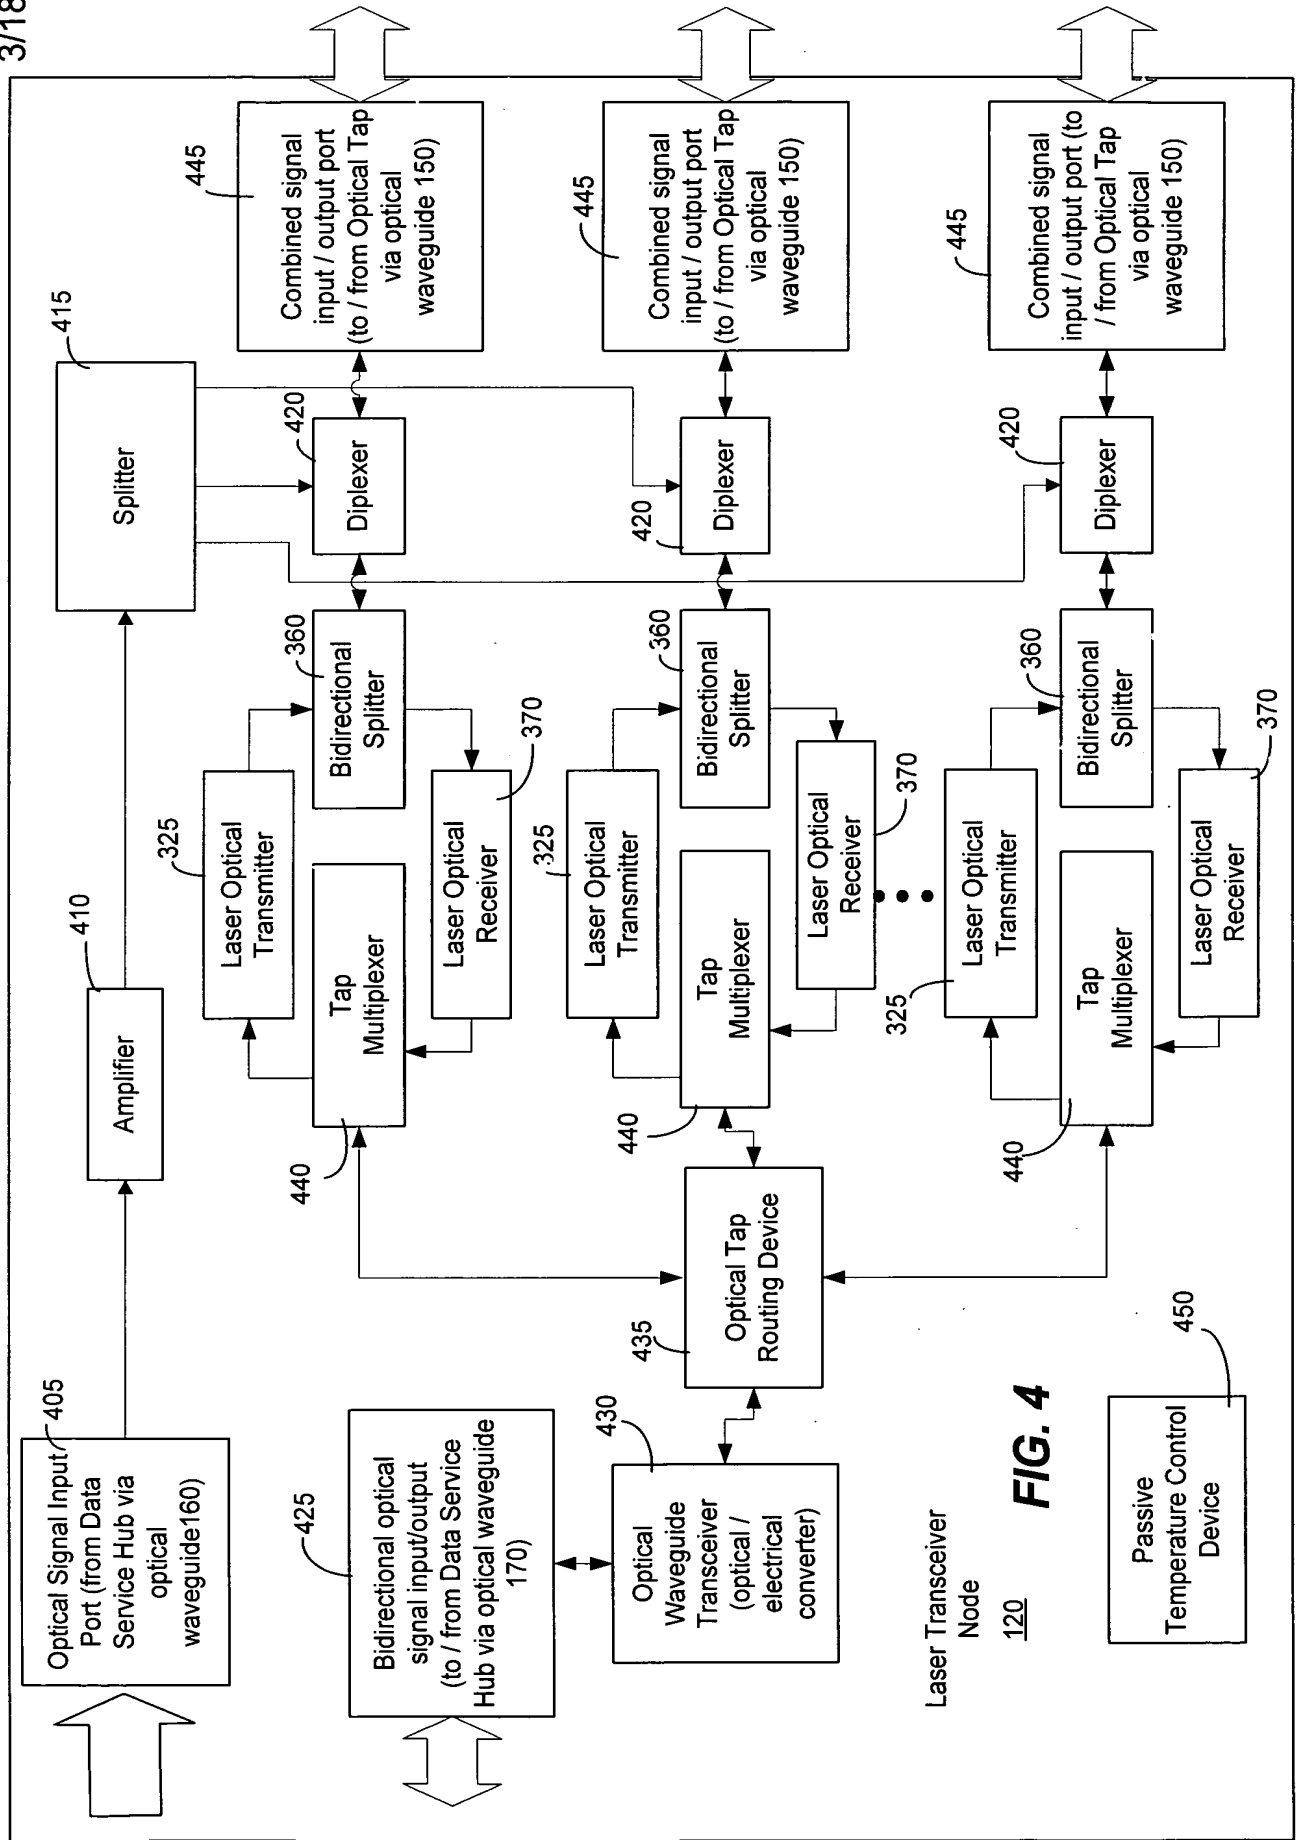 3/18
Optical Signal Input
Port (from Data
Service Hub via
optical
waveguide160)
405
Amplifier
410
Splitter
415
Bidirectional optical
signal input/output
(to / from Data Service
Hub via optical waveguide
170)
425
Optical
Waveguide
Transceiver
(optical /
electrical
converter)
430
Optical Tap
Routing Device
435
Tap
Multiplexer
440
Laser Optical
Transmitter
325
Laser Optical
Receiver
370
Bidirectional
Splitter
360
Diplexer
420
Combined signal
input / output port
(to / from Optical Tap
via optical
waveguide 150)
445
Tap
Multiplexer
440
Laser Optical
Transmitter
325
Laser Optical
Receiver
370
Bidirectional
Splitter
360
Diplexer
420
Combined signal
input / output port
(to / from Optical Tap
via optical
waveguide 150)
445
Tap
Multiplexer
440
Laser Optical
Transmitter
325
Laser Optical
Receiver
370
Bidirectional
Splitter
360
Diplexer
420
Combined signal
input / output port (to
/ from Optical Tap
via optical
waveguide 150)
445
Laser Transceiver
Node
120
FIG. 4
Passive
Temperature Control
Device
450